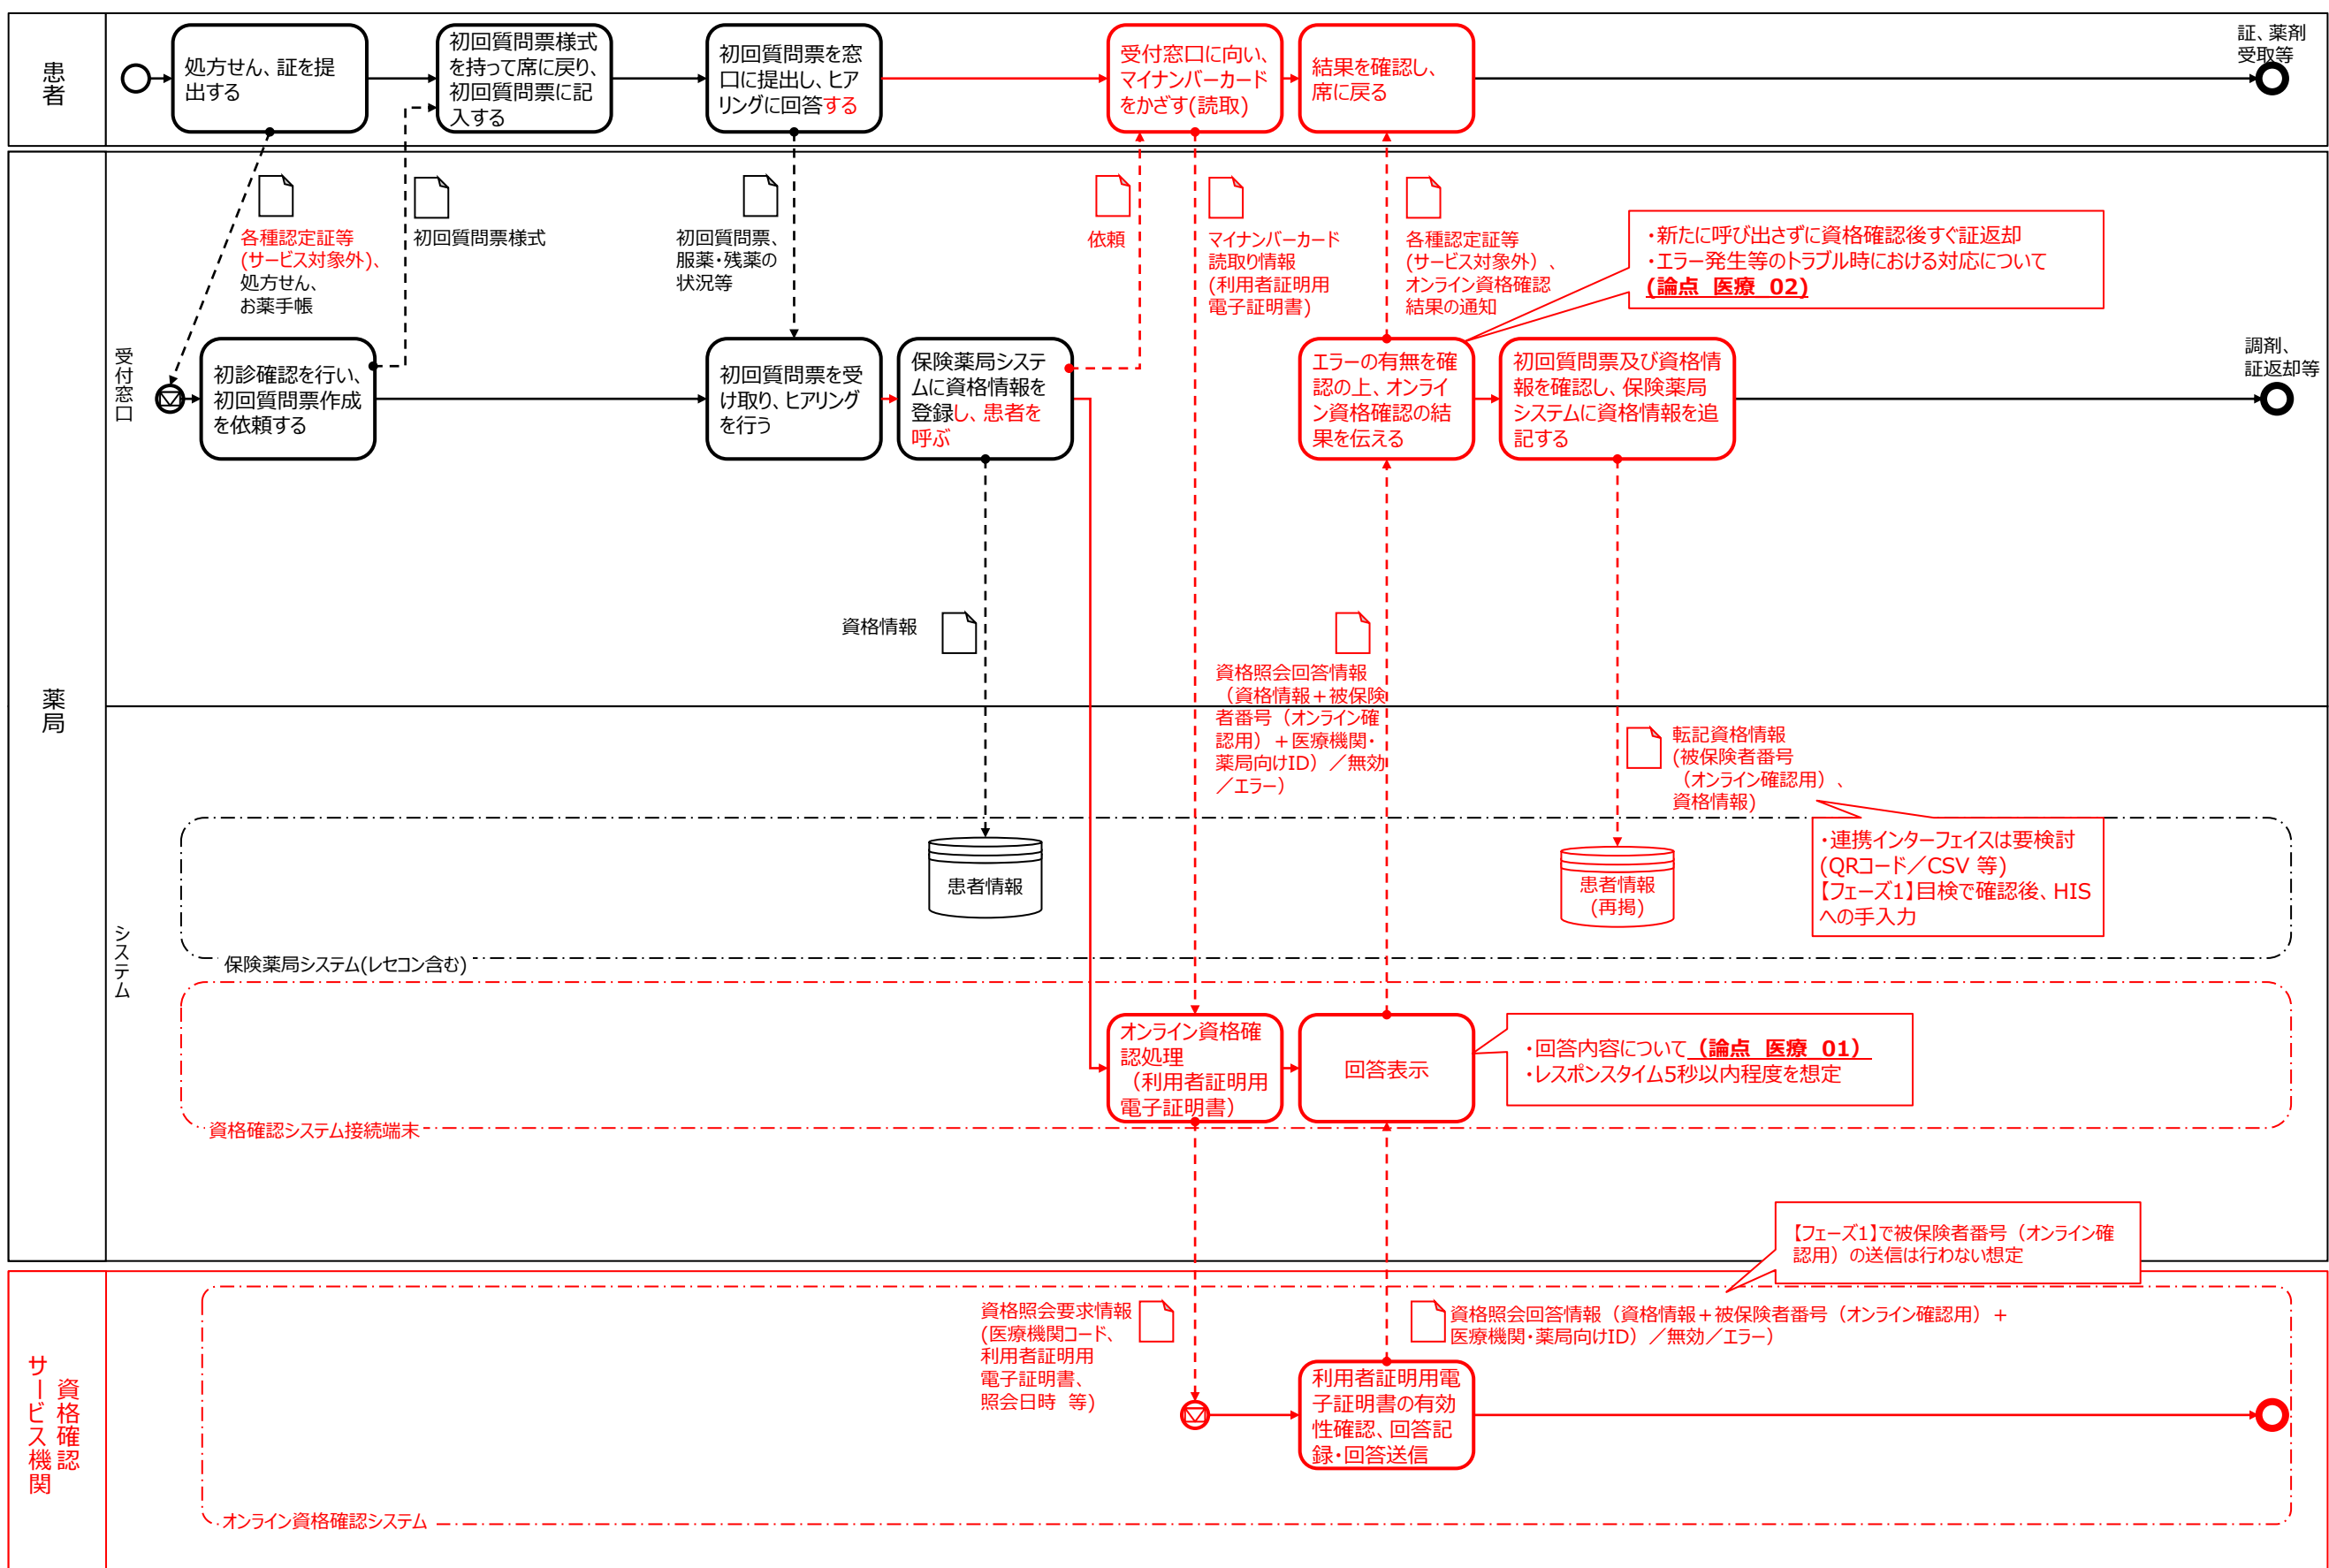 患者
処方せん、証を提
出する
初回質問票様式
を持って席に戻り、
初回質問票に記
入する
初回質問票を窓
口に提出し、ヒア
リングに回答する
受付窓口に向い、
マイナンバーカード
をかざす(読取)
結果を確認し、
席に戻る
証、薬剤
受取等
薬局
受付窓口
各種認定証等
(サービス対象外)、
処方せん、
お薬手帳
初回質問票様式
初回質問票、
服薬・残薬の
状況等
依頼
マイナンバーカード
読取り情報
(利用者証明用
電子証明書)
各種認定証等
(サービス対象外）、
オンライン資格確認
結果の通知
・新たに呼び出さずに資格確認後すぐ証返却
・エラー発生等のトラブル時における対応について
(論点　医療　02)
初診確認を行い、
初回質問票作成
を依頼する
初回質問票を受
け取り、ヒアリング
を行う
保険薬局システ
ムに資格情報を
登録し、患者を
呼ぶ
エラーの有無を確
認の上、オンライ
ン資格確認の結
果を伝える
初回質問票及び資格情
報を確認し、保険薬局
システムに資格情報を追
記する
調剤、
証返却等
資格情報
資格照会回答情報
（資格情報＋被保険
者番号（オンライン確
認用）＋医療機関・
薬局向けID）／無効
／エラー）
システム
転記資格情報
(被保険者番号
（オンライン確認用）、
資格情報)
患者情報
患者情報
(再掲)
・連携インターフェイスは要検討
(QRコード／CSV 等)
【フェーズ1】目検で確認後、HIS
への手入力
保険薬局システム(レセコン含む)
オンライン資格確
認処理
（利用者証明用
電子証明書）
回答表示
・回答内容について（論点　医療　01）
・レスポンスタイム5秒以内程度を想定
資格確認システム接続端末
【フェーズ1】で被保険者番号（オンライン確
認用）の送信は行わない想定
資格確認
サービス機関
資格照会要求情報
(医療機関コード、
利用者証明用
電子証明書、
照会日時　等)
資格照会回答情報（資格情報＋被保険者番号（オンライン確認用）＋
医療機関・薬局向けID）／無効／エラー）
利用者証明用電
子証明書の有効
性確認、回答記
録・回答送信
オンライン資格確認システム